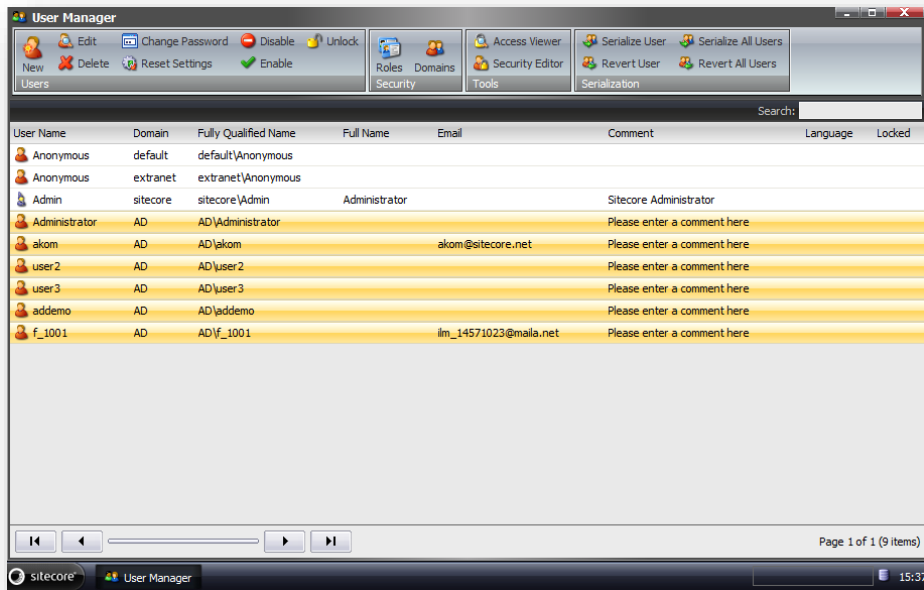 User Manager
New
Edit
Delete
Change Password
Reset Settings
Disable
Enable
Unlock
Users
Roles
Domains
Security
Access Viewer
Security Editor
Tools
Serialize User
Serialize All Users
Revert User
Revert All Users
Serialization
Search:
User Name Domain Fully Qualified Name Full Name Email Comment Language Locked
Anonymous default default\Anonymous
Anonymous extranet extranet\Anonymous
Admin sitecore sitecore\Admin Administrator Sitecore Administrator
Administrator AD AD\Administrator Please enter a comment here
akom AD AD\akom akom@sitecore.net Please enter a comment here
user2 AD AD\user2 Please enter a comment here
user3 AD AD\user3 Please enter a comment here
addemo AD AD\addemo Please enter a comment here
f_1001 AD AD\f_1001 ilm_14571023@maila.net Please enter a comment here
Page 1 of 1 (9 items)
sitecore User Manager 15:37